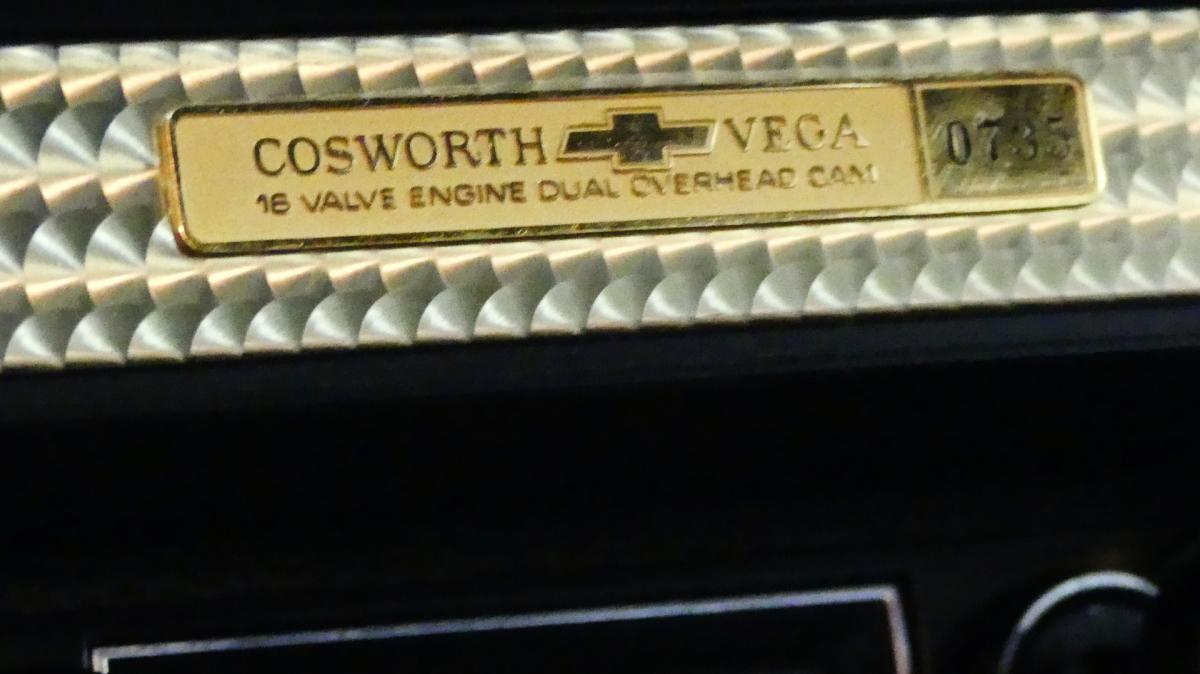 COSWORTH VEGA 0735
16 VALVE ENGINE DUAL OVERHEAD CAM